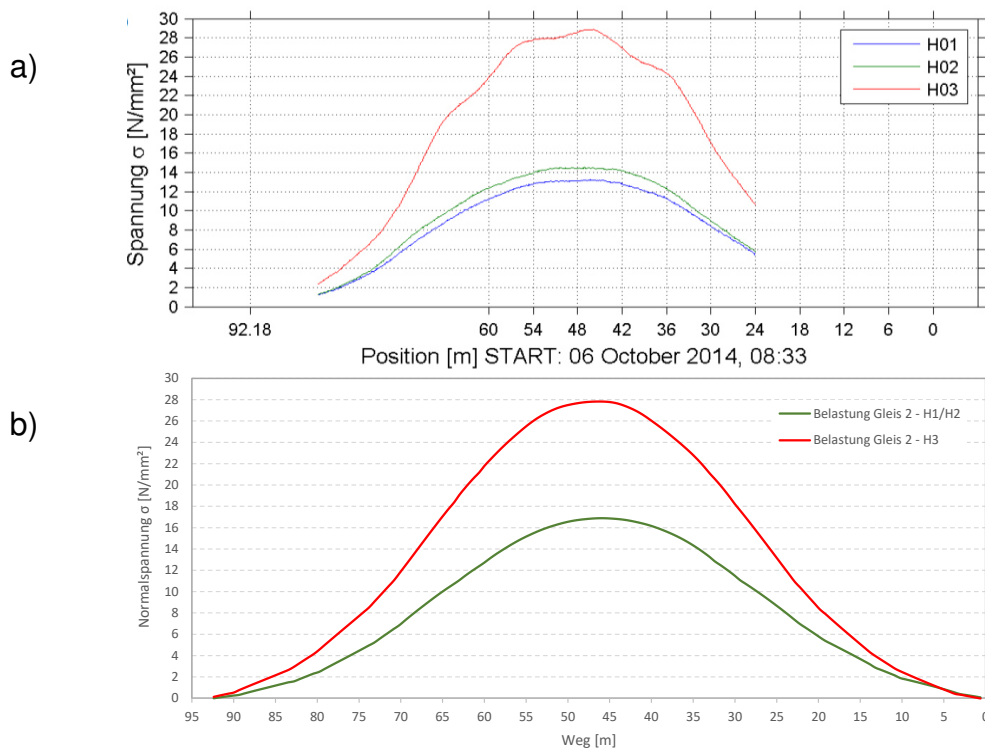 a)
Spannung σ [N/mm²]
30
28
26
24
22
20
18
16
14
12
10
8
6
4
2
0
H01
H02
H03
92.18 60 54 48 42 36 30 24 18 12 6 0
Position [m] START: 06 October 2014, 08:33
b)
Normalspannung σ [N/mm²]
30
28
26
24
22
20
18
16
14
12
10
8
6
4
2
0
Belastung Gleis 2 - H1/H2
Belastung Gleis 2 - H3
95 90 85 80 75 70 65 60 55 50 45 40 35 30 25 20 15 10 5 0
Weg [m]